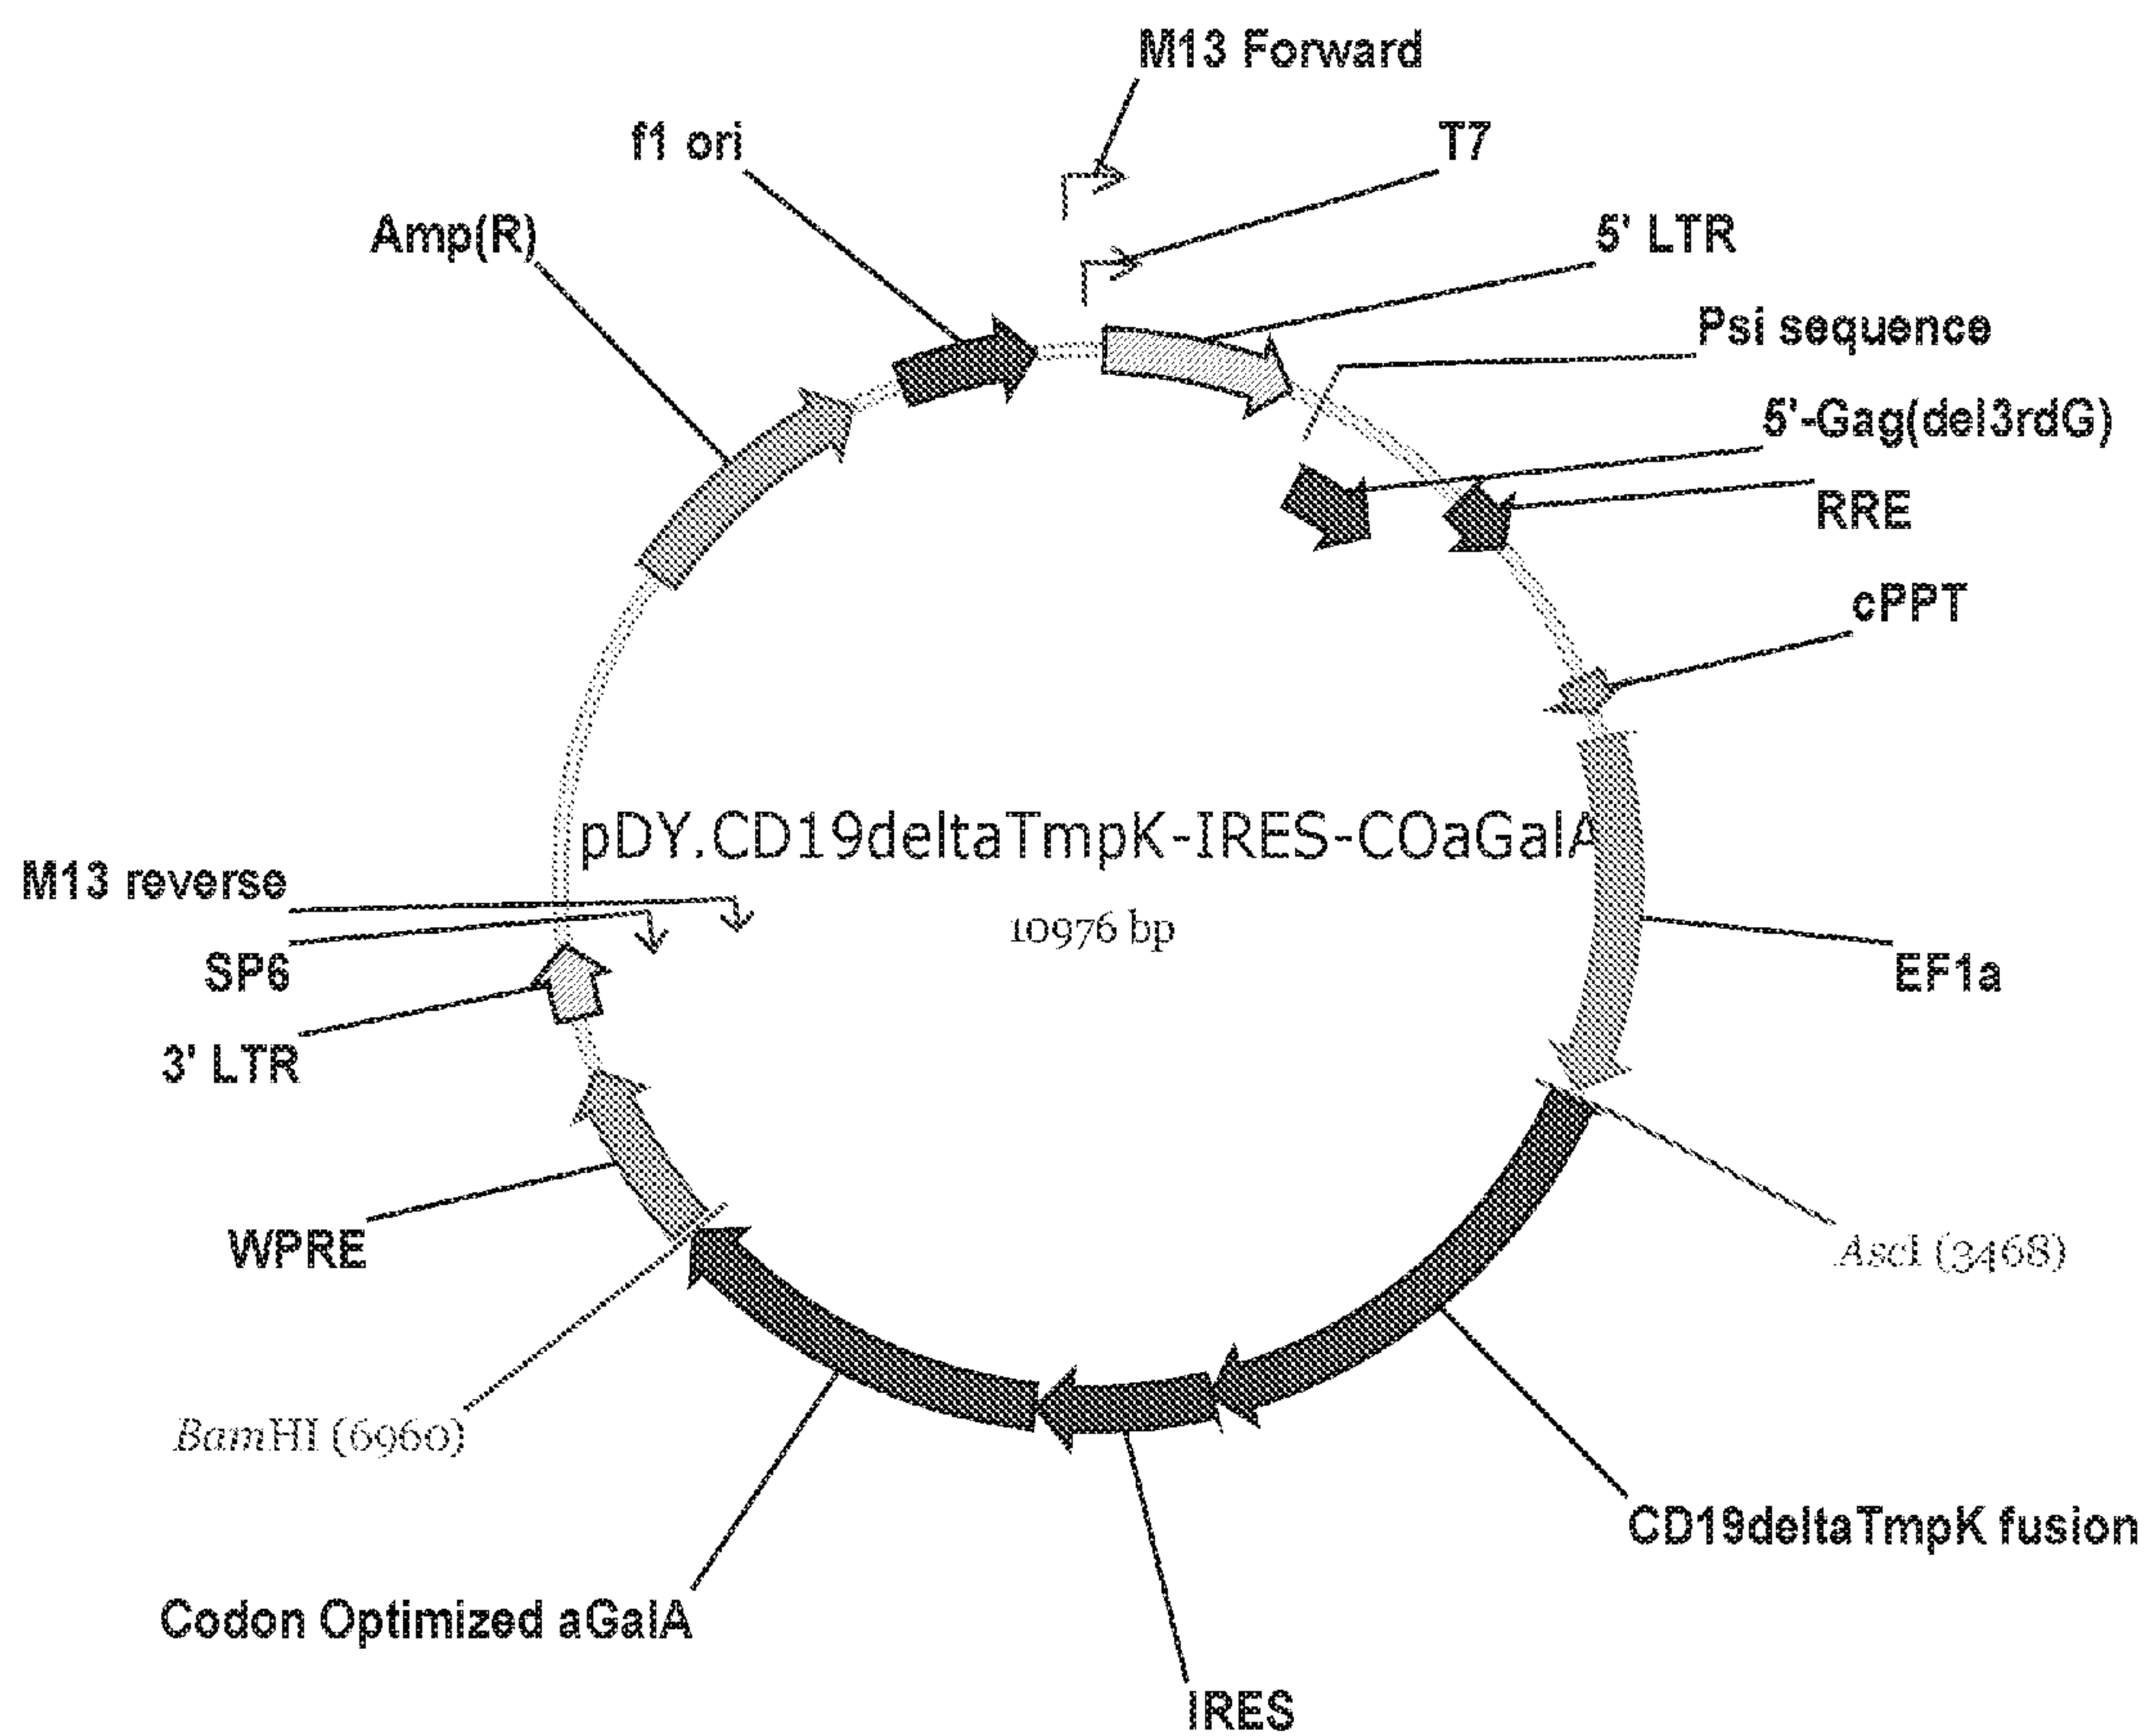 M13 Forward
f1 ori
T7
Amp(R)
5' LTR
Psi sequence
5'-Gag(del3rdG)
RRE
cPPT
pDY.CD19deltaTmpK-IRES-COaGalA
10976 bp
M13 reverse
SP6
EF1a
3' LTR
WPRE
AscI (3468)
BamHI (6960)
CD19deltaTmpK fusion
Codon Optimized aGalA
IRES